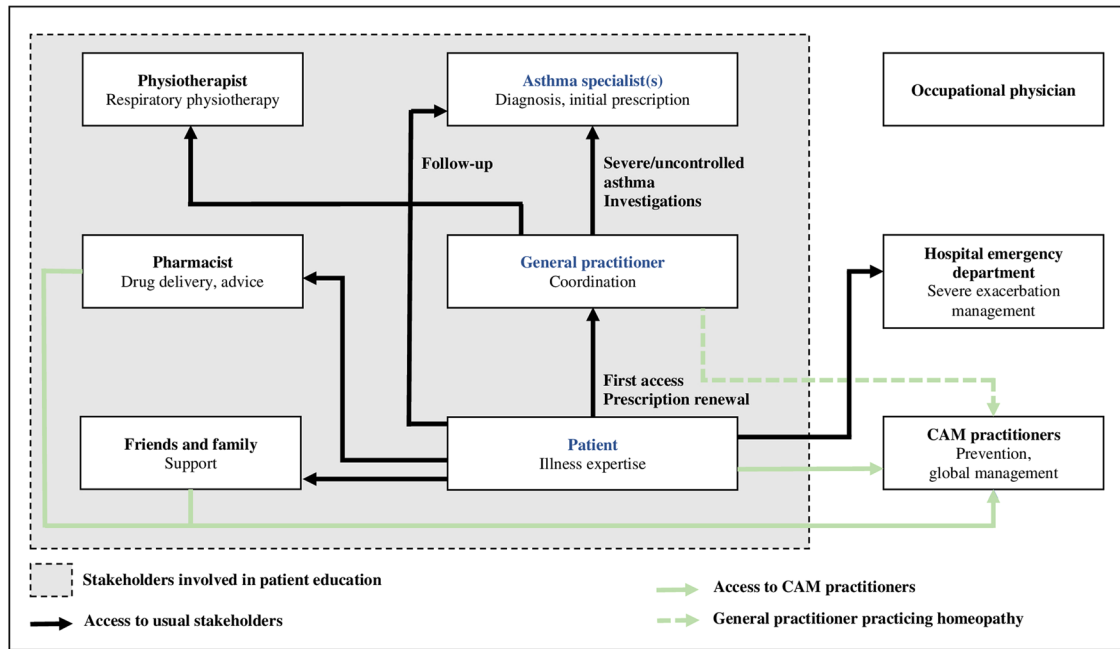 Physiotherapist
Respiratory physiotherapy
Asthma specialist(s)
Diagnosis, initial prescription
Occupational physician
Follow-up
Severe/uncontrolled
asthma
Investigations
Pharmacist
Drug delivery, advice
General practitioner
Coordination
Hospital emergency
department
Severe exacerbation
management
First access
Prescription renewal
Friends and family
Support
Patient
Illness expertise
CAM practitioners
Prevention,
global management
Stakeholders involved in patient education
Access to usual stakeholders
Access to CAM practitioners
General practitioner practicing homeopathy